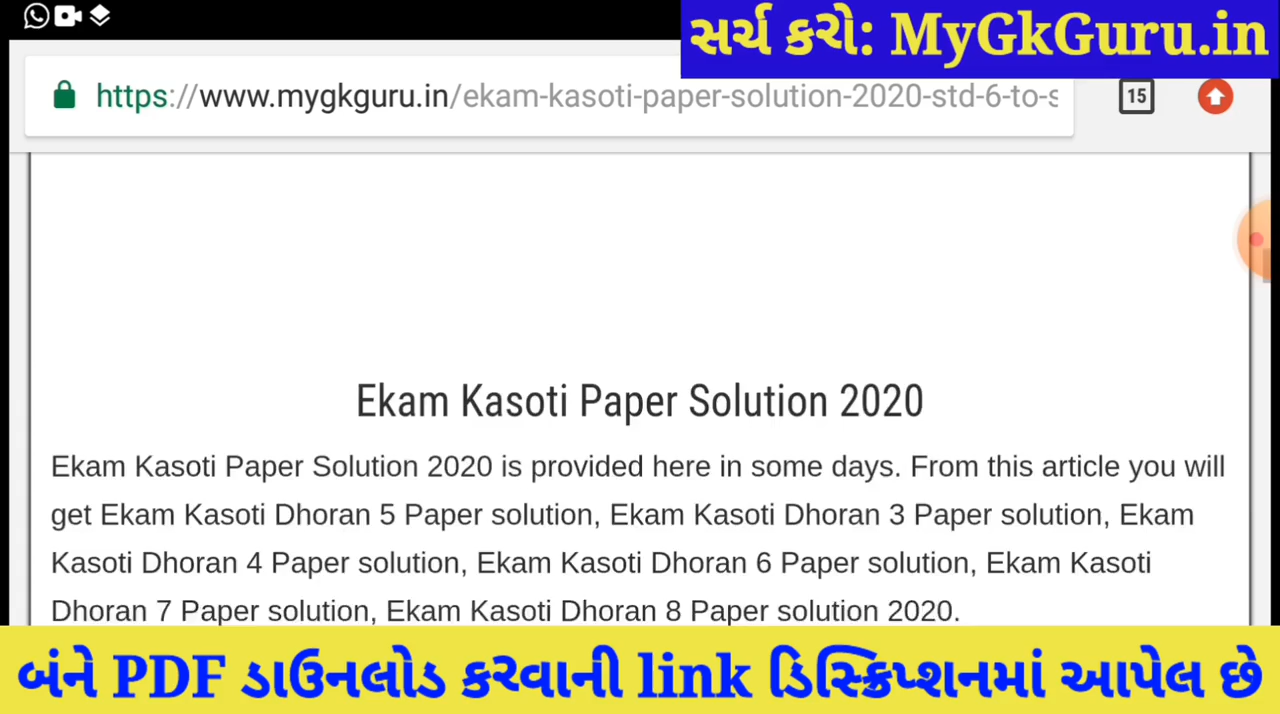 સર્ચ કરો: MyGkGuru.in
https://www.mygkguru.in/ekam-kasoti-paper-solution-2020-std-6-to-s
15
Ekam Kasoti Paper Solution 2020
Ekam Kasoti Paper Solution 2020 is provided here in some days. From this article you will
get Ekam Kasoti Dhoran 5 Paper solution, Ekam Kasoti Dhoran 3 Paper solution, Ekam
Kasoti Dhoran 4 Paper solution, Ekam Kasoti Dhoran 6 Paper solution, Ekam Kasoti
Dhoran 7 Paper solution, Ekam Kasoti Dhoran 8 Paper solution 2020.
બંને PDF ડાઉનલોડ કરવાની link ડિસ્ક્રિપ્શનમાં આપેલ છે